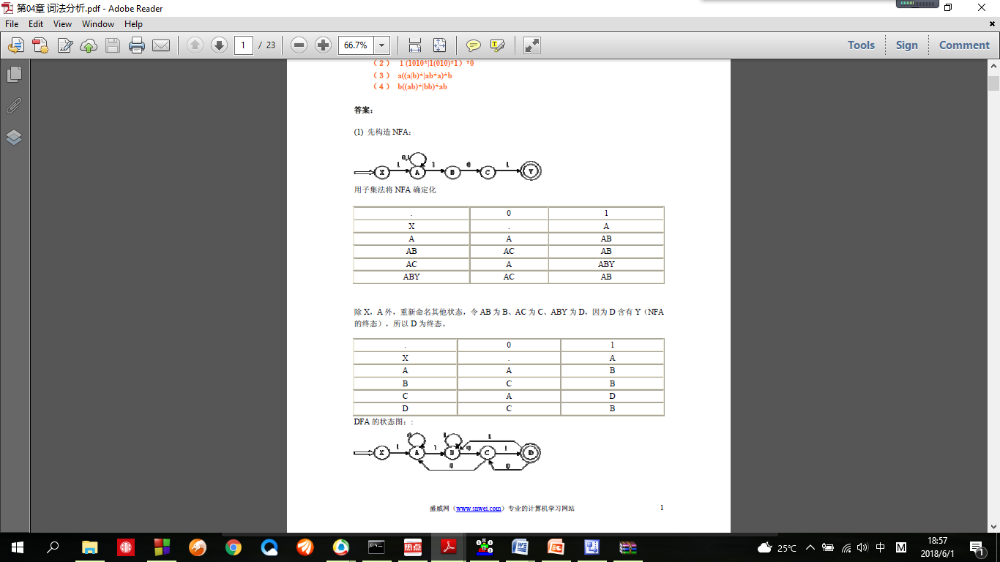 第04章 词法分析.pdf - Adobe Reader
File Edit View Window Help
1 / 23 66.7% Tools Sign Comment
（2） 1 (1010*|1(010)*1）*0
（3） a((a|b)*|ab*a)*b
（4） b((ab)*|bb)*ab
答案：
(1) 先构造 NFA：
0,1
1 1 0 1
X A B C Y
用子集法将 NFA 确定化
. 0 1
X . A
A A AB
AB AC AB
AC A ABY
ABY AC AB
除 X，A 外，重新命名其他状态，令 AB 为 B、AC 为 C、ABY 为 D，因为 D 含有 Y（NFA
的终态），所以 D 为终态。
. 0 1
X . A
A A B
B C B
C A D
D C B
DFA 的状态图：:
0 1 1
1 1 0 1
X A B C D
0 0
盛威网（www.snwei.com）专业的计算机学习网站 1
热点
25℃ 中 M 18:57
2018/6/1 1